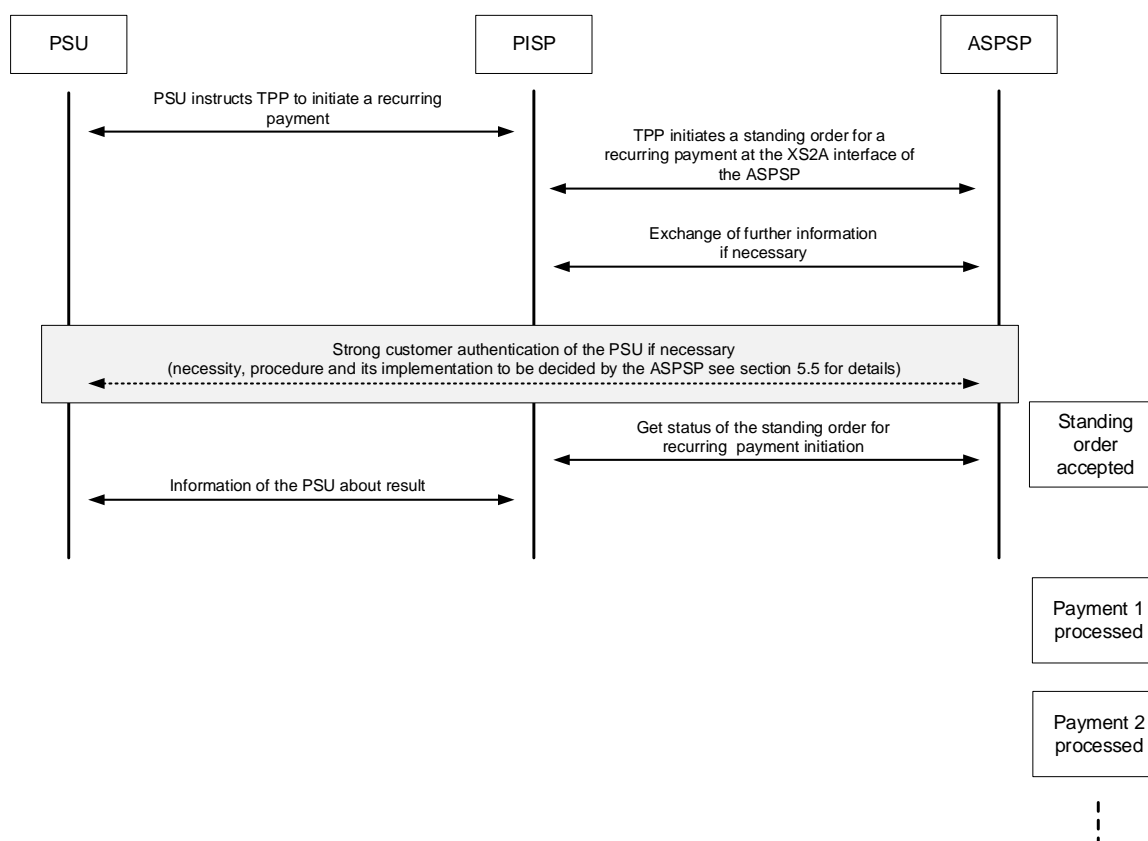 PSU
PISP
ASPSP
PSU instructs TPP to initiate a recurring
payment
TPP initiates a standing order for a
recurring payment at the XS2A interface of
the ASPSP
Exchange of further information
if necessary
Strong customer authentication of the PSU if necessary
(necessity, procedure and its implementation to be decided by the ASPSP see section 5.5 for details)
Get status of the standing order for
recurring payment initiation
Standing
order
accepted
Information of the PSU about result
Payment 1
processed
Payment 2
processed